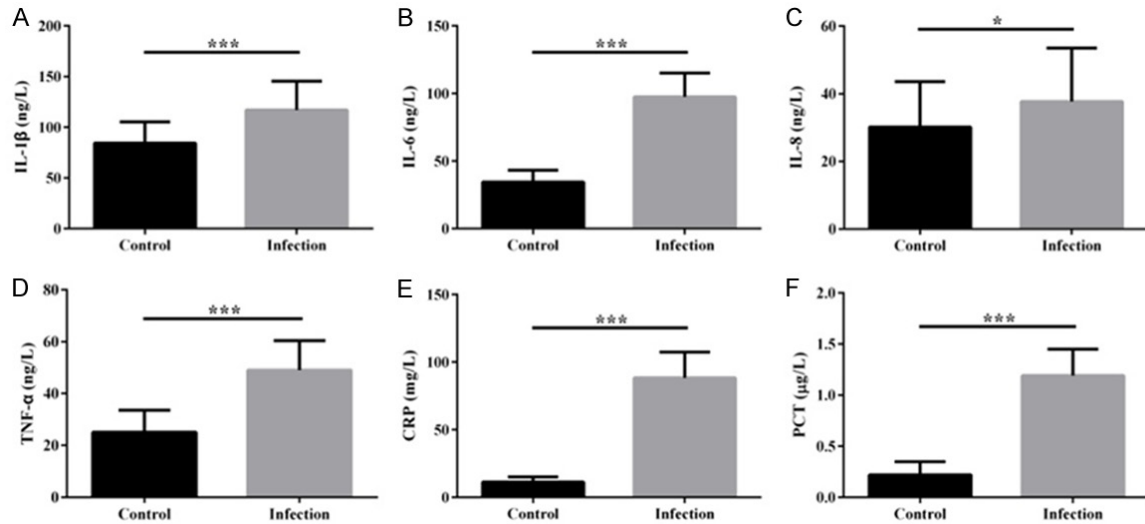 A
IL-1β (ng/L)
200
150
100
50
0
***
Control
Infection
B
IL-6 (ng/L)
150
100
50
0
***
Control
Infection
C
IL-8 (ng/L)
60
40
20
0
*
Control
Infection
D
TNF-α (ng/L)
80
60
40
20
0
***
Control
Infection
E
CRP (mg/L)
150
100
50
0
***
Control
Infection
F
PCT (μg/L)
2.0
1.5
1.0
0.5
0.0
***
Control
Infection